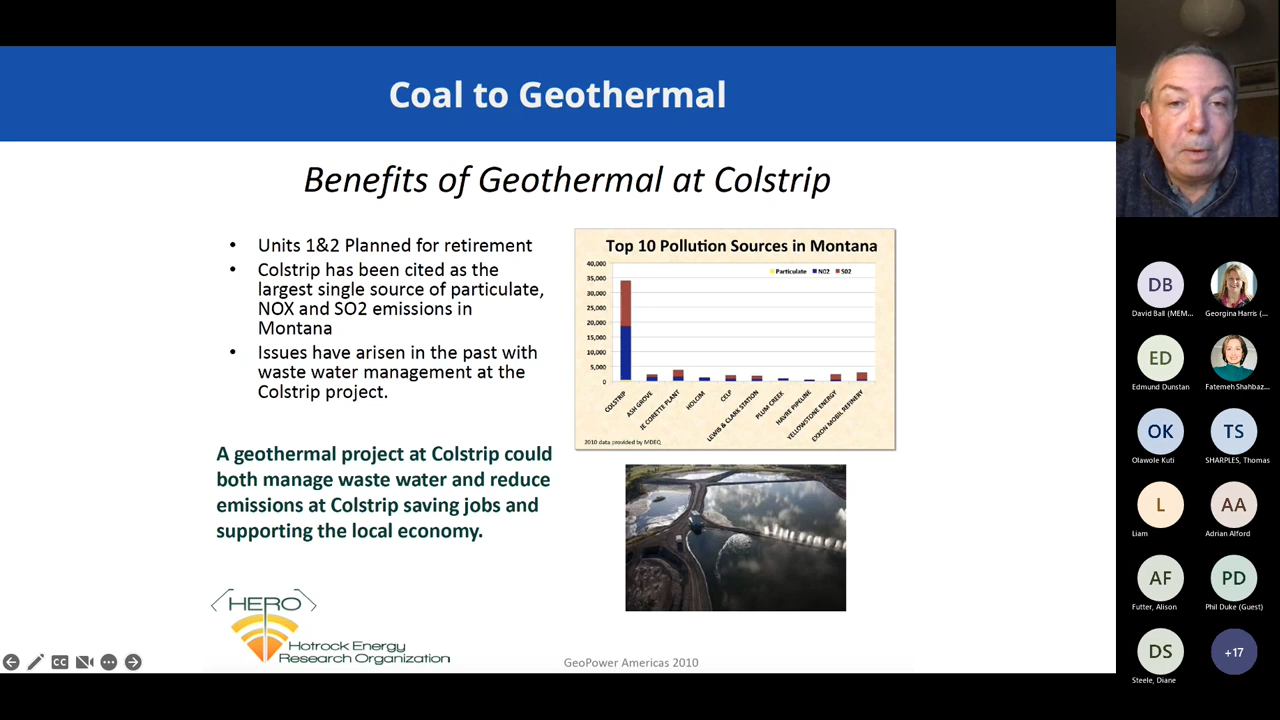 Coal to Geothermal
Benefits of Geothermal at Colstrip
• Units 1&2 Planned for retirement
• Colstrip has been cited as the
largest single source of particulate,
NOX and SO2 emissions in
Montana
• Issues have arisen in the past with
waste water management at the
Colstrip project.
A geothermal project at Colstrip could
both manage waste water and reduce
emissions at Colstrip saving jobs and
supporting the local economy.
Top 10 Pollution Sources in Montana
Particulate NO2 SO2
40,000
35,000
30,000
25,000
20,000
15,000
10,000
5,000
0
COLSTRIP
ASH GROVE
JE CORETTE PLANT
HOLCIM
CELP
LEWIS & CLARK STATION
PLUM CREEK
HAVRE PIPELINE
YELLOWSTONE ENERGY
EXXON MOBIL REFINERY
2010 data provided by MDEQ
HERO
Hotrock Energy
Research Organization
GeoPower Americas 2010
CC
DB
David Ball (MEM...
Georgina Harris (...
ED
Edmund Dunstan
Fatemeh Shahbaz...
OK
Olawole Kuti
TS
SHARPLES, Thomas
L
Liam
AA
Adrian Alford
AF
Futter, Alison
PD
Phil Duke (Guest)
DS
Steele, Diane
+17